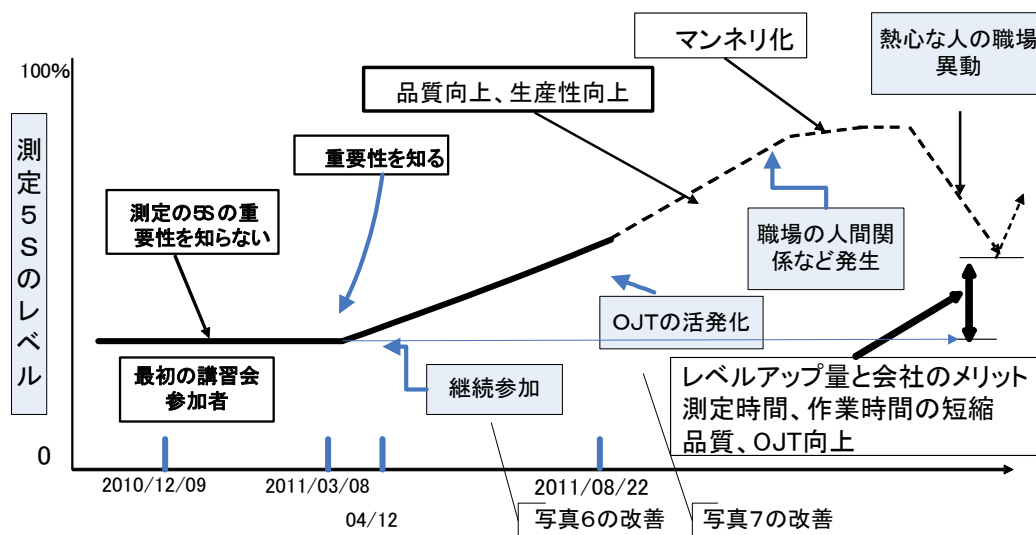 100%
測定5Sのレベル
0
測定の5Sの重
要性を知らない
重要性を知る
品質向上、生産性向上
マンネリ化
熱心な人の職場
異動
職場の人間関
係など発生
OJTの活発化
継続参加
最初の講習会
参加者
レベルアップ量と会社のメリット
測定時間、作業時間の短縮
品質、OJT向上
2010/12/09
2011/03/08
04/12
2011/08/22
写真6の改善
写真7の改善